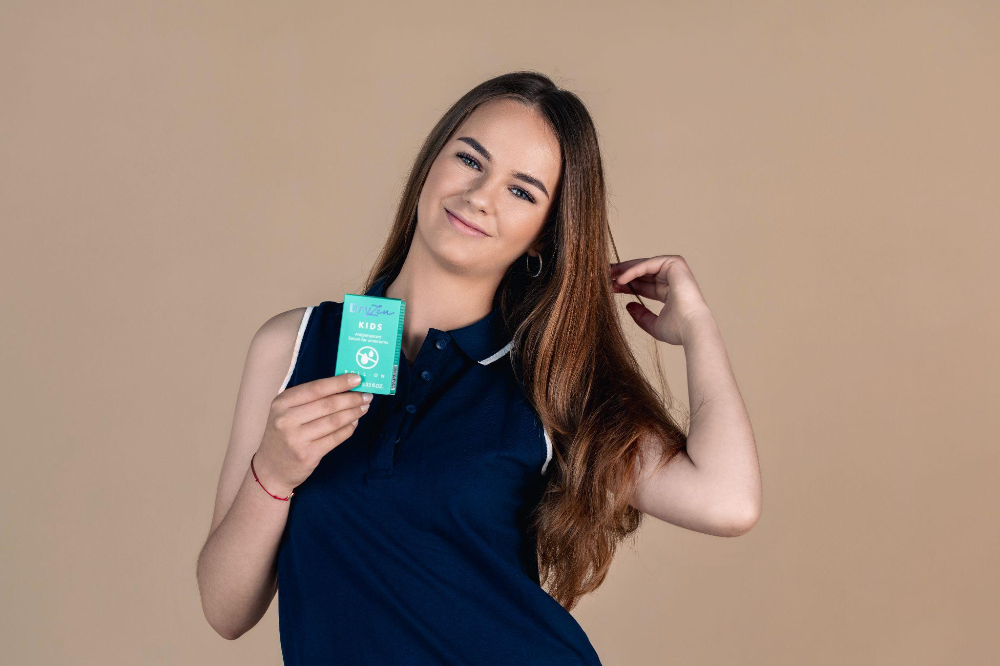 DryZen
KIDS
Antiperspirant
Serum for underarms
ROLL-ON
0.33 fl.OZ.